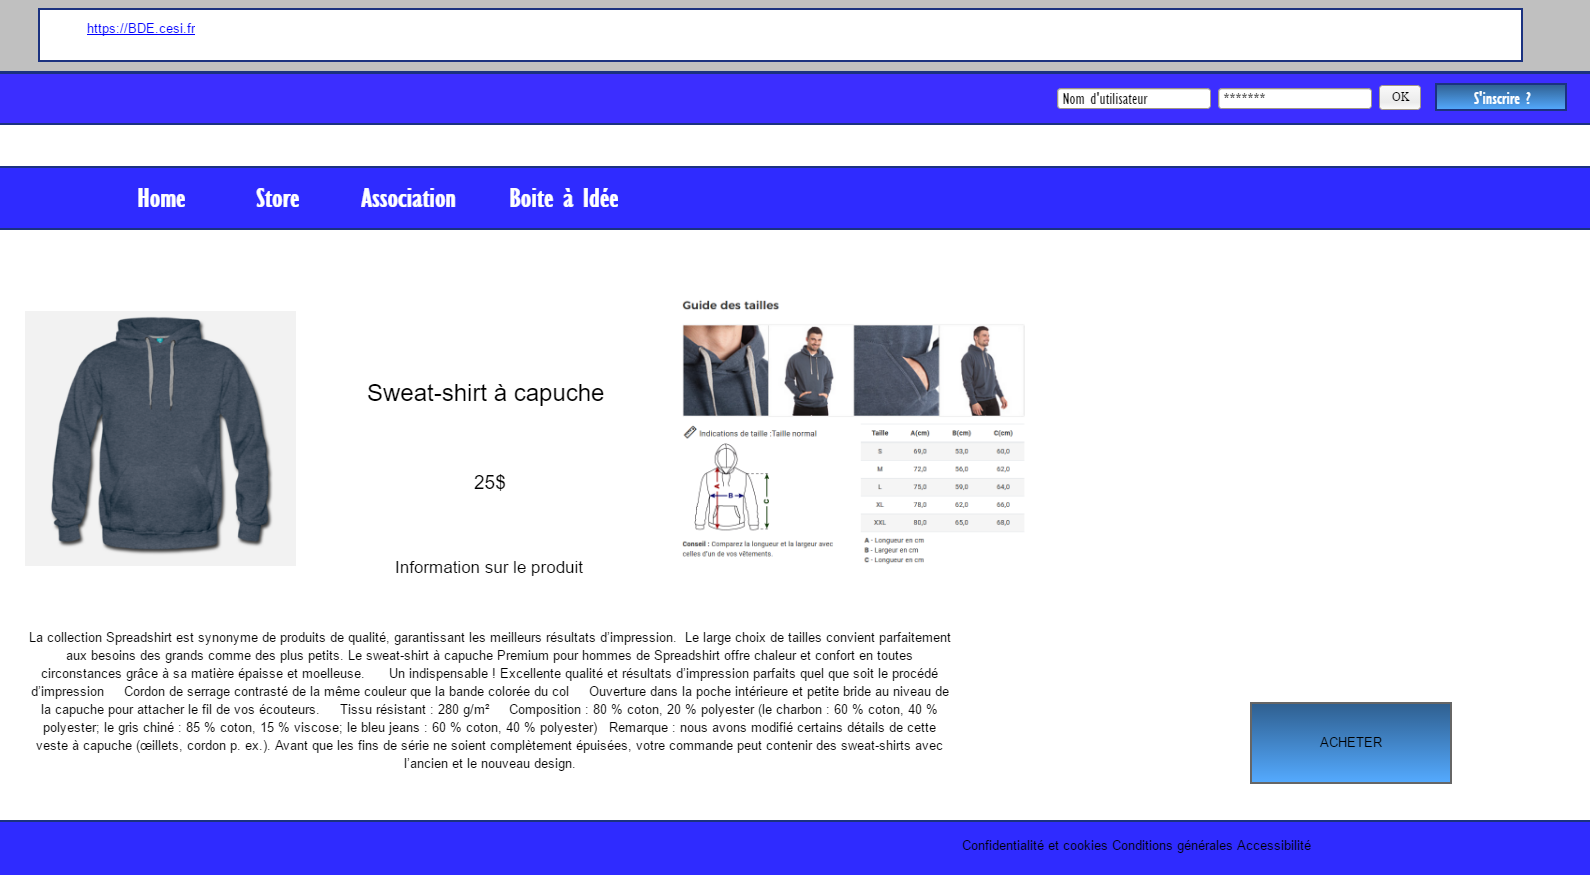 https://BDE.cesi.fr
Nom d'utilisateur
*******
OK
S'inscrire ?
Home Store Association Boite à Idée
Guide des tailles
Sweat-shirt à capuche
25$
Information sur le produit
Indications de taille :Taille normal
A
B
C
Conseil : Comparez la longueur et la largeur avec
celles d'un de vos vêtements.
Taille A(cm) B(cm) C(cm)
S 69,0 53,0 60,0
M 72,0 56,0 62,0
L 75,0 59,0 64,0
XL 78,0 62,0 66,0
XXL 80,0 65,0 68,0
A - Longueur en cm
B - Largeur en cm
C - Longueur en cm
La collection Spreadshirt est synonyme de produits de qualité, garantissant les meilleurs résultats d’impression. Le large choix de tailles convient parfaitement
aux besoins des grands comme des plus petits. Le sweat-shirt à capuche Premium pour hommes de Spreadshirt offre chaleur et confort en toutes
circonstances grâce à sa matière épaisse et moelleuse. Un indispensable ! Excellente qualité et résultats d’impression parfaits quel que soit le procédé
d’impression Cordon de serrage contrasté de la même couleur que la bande colorée du col Ouverture dans la poche intérieure et petite bride au niveau de
la capuche pour attacher le fil de vos écouteurs. Tissu résistant : 280 g/m² Composition : 80 % coton, 20 % polyester (le charbon : 60 % coton, 40 %
polyester; le gris chiné : 85 % coton, 15 % viscose; le bleu jeans : 60 % coton, 40 % polyester) Remarque : nous avons modifié certains détails de cette
veste à capuche (œillets, cordon p. ex.). Avant que les fins de série ne soient complètement épuisées, votre commande peut contenir des sweat-shirts avec
l’ancien et le nouveau design.
ACHETER
Confidentialité et cookies Conditions générales Accessibilité